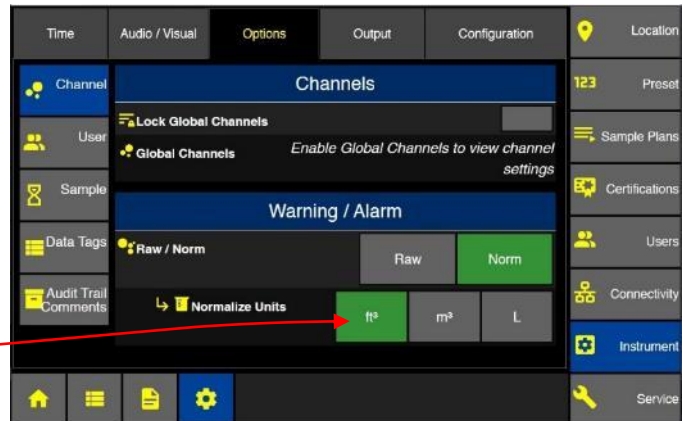 Time
Audio / Visual
Options
Output
Configuration
Channel
User
Sample
Data Tags
Audit Trail
Comments
Channels
Lock Global Channels
Global Channels
Enable Global Channels to view channel
settings
Warning / Alarm
Raw / Norm
Raw
Norm
Normalize Units
ft³
m³
L
Location
123
Preset
Sample Plans
Certifications
Users
Connectivity
Instrument
Service